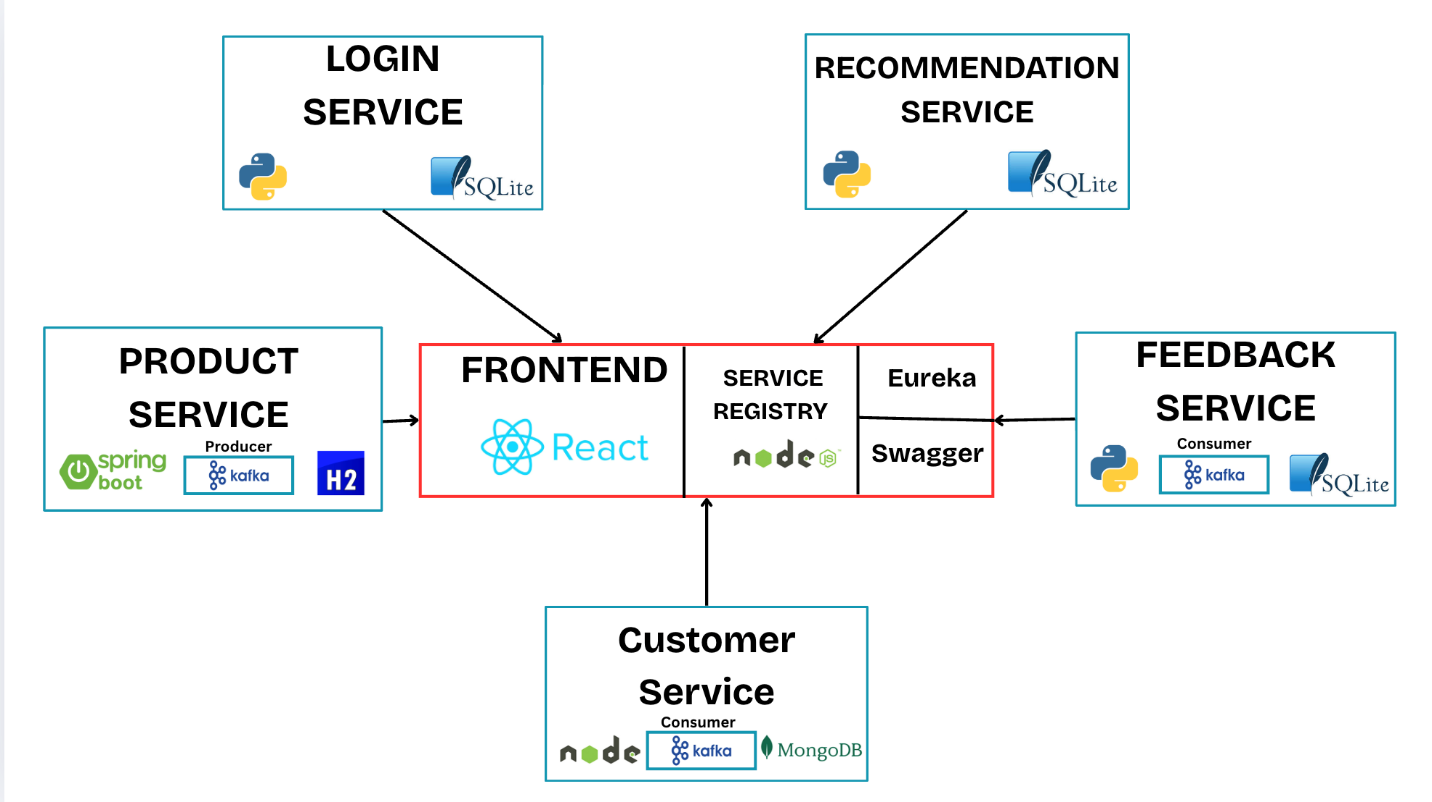 LOGIN
SERVICE
SQLite
RECOMMENDATION
SERVICE
SQLite
PRODUCT
SERVICE
Producer
spring
boot
kafka
H2
FRONTEND
React
SERVICE
REGISTRY
node
JS
Eureka
Swagger
FEEDBACK
SERVICE
Consumer
kafka
SQLite
Customer
Service
Consumer
node
kafka
MongoDB